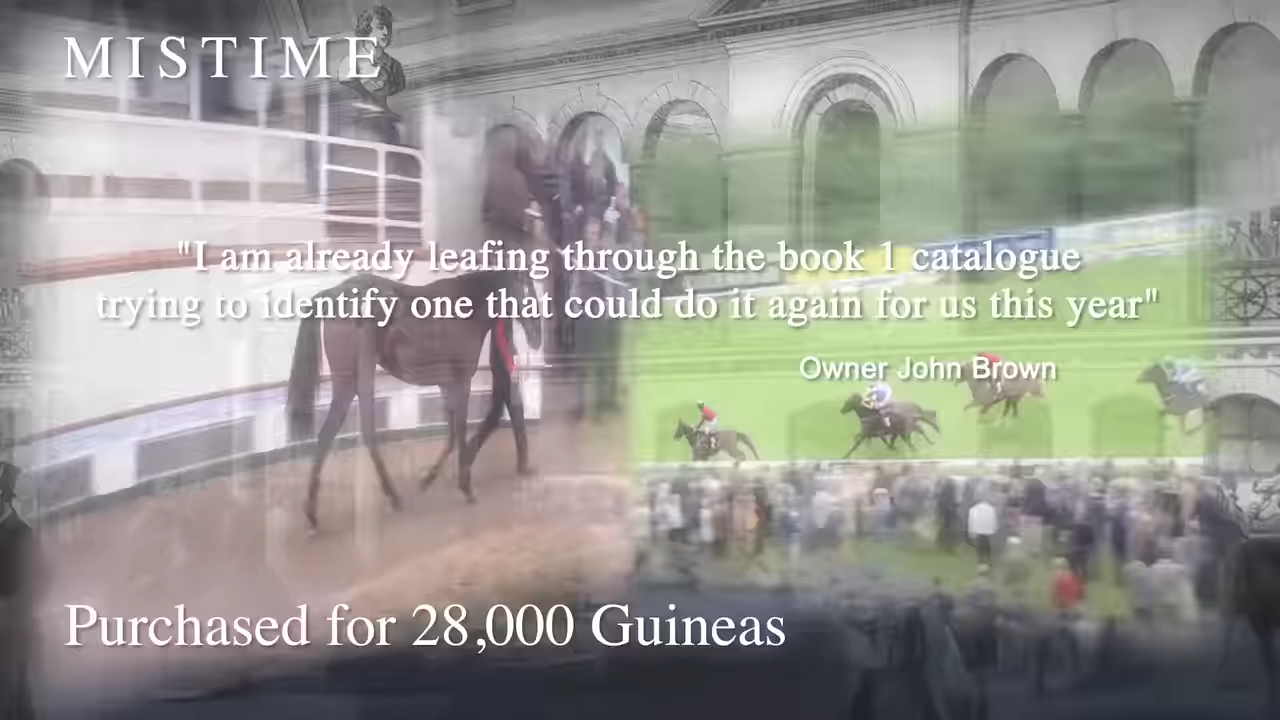 MISTIME
"I am already leafing through the book 1 catalogue
trying to identify one that could do it again for us this year"
Owner John Brown
Purchased for 28,000 Guineas